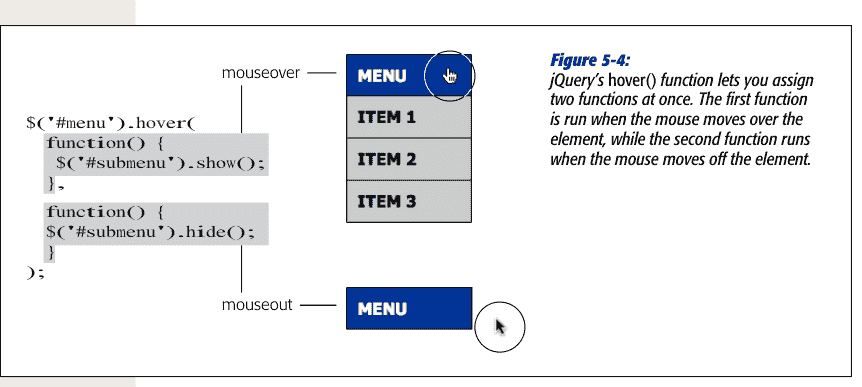 mouseover
$('#menu').hover(
function() {
$('#submenu').show();
},
function() {
$('#submenu').hide();
}
);
mouseout
MENU
ITEM 1
ITEM 2
ITEM 3
MENU
Figure 5-4:
jQuery's hover() function lets you assign
two functions at once. The first function
is run when the mouse moves over the
element, while the second function runs
when the mouse moves off the element.